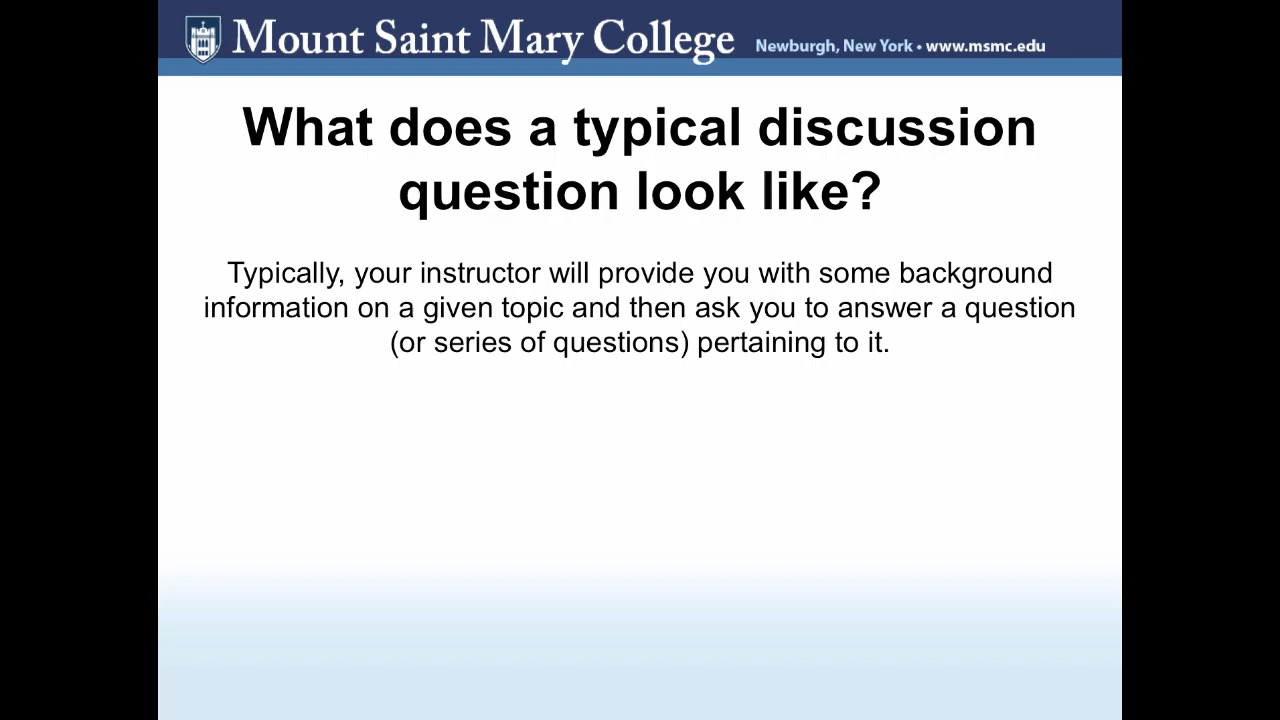 Mount Saint Mary College Newburgh, New York • www.msmc.edu
What does a typical discussion
question look like?
Typically, your instructor will provide you with some background
information on a given topic and then ask you to answer a question
(or series of questions) pertaining to it.